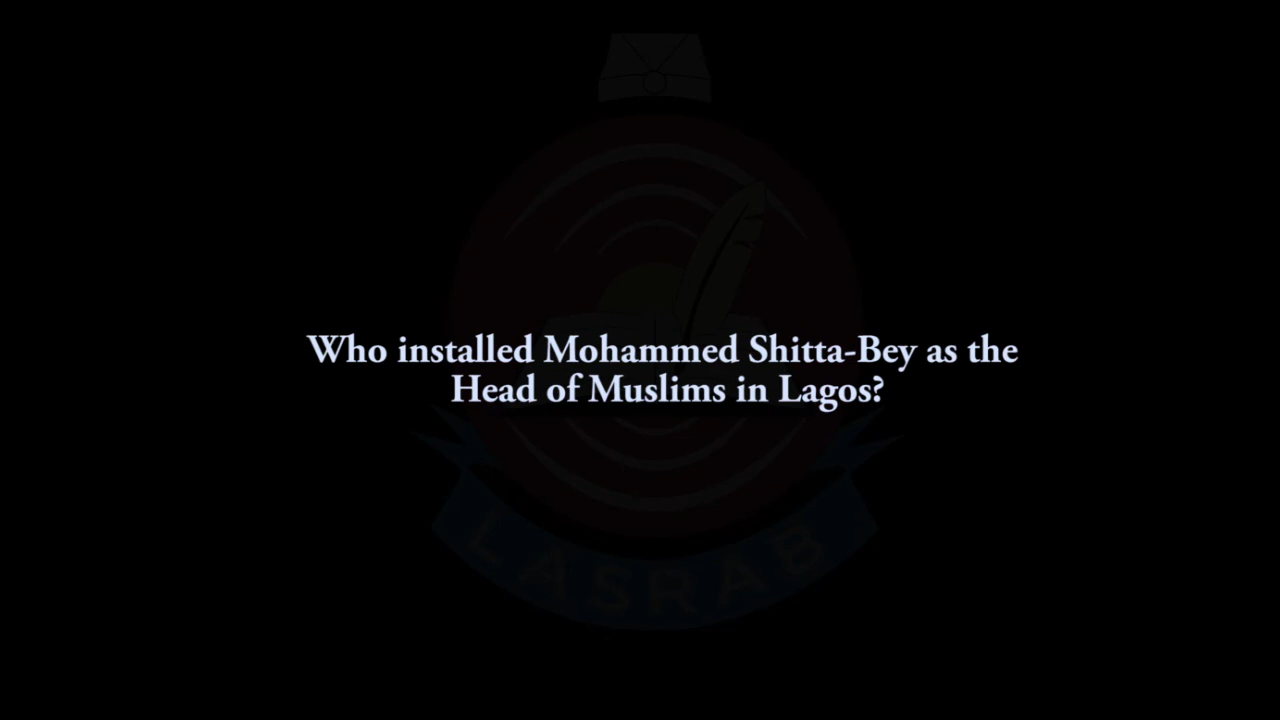 Who installed Mohammed Shitta-Bey as the
Head of Muslims in Lagos?
LASRAB